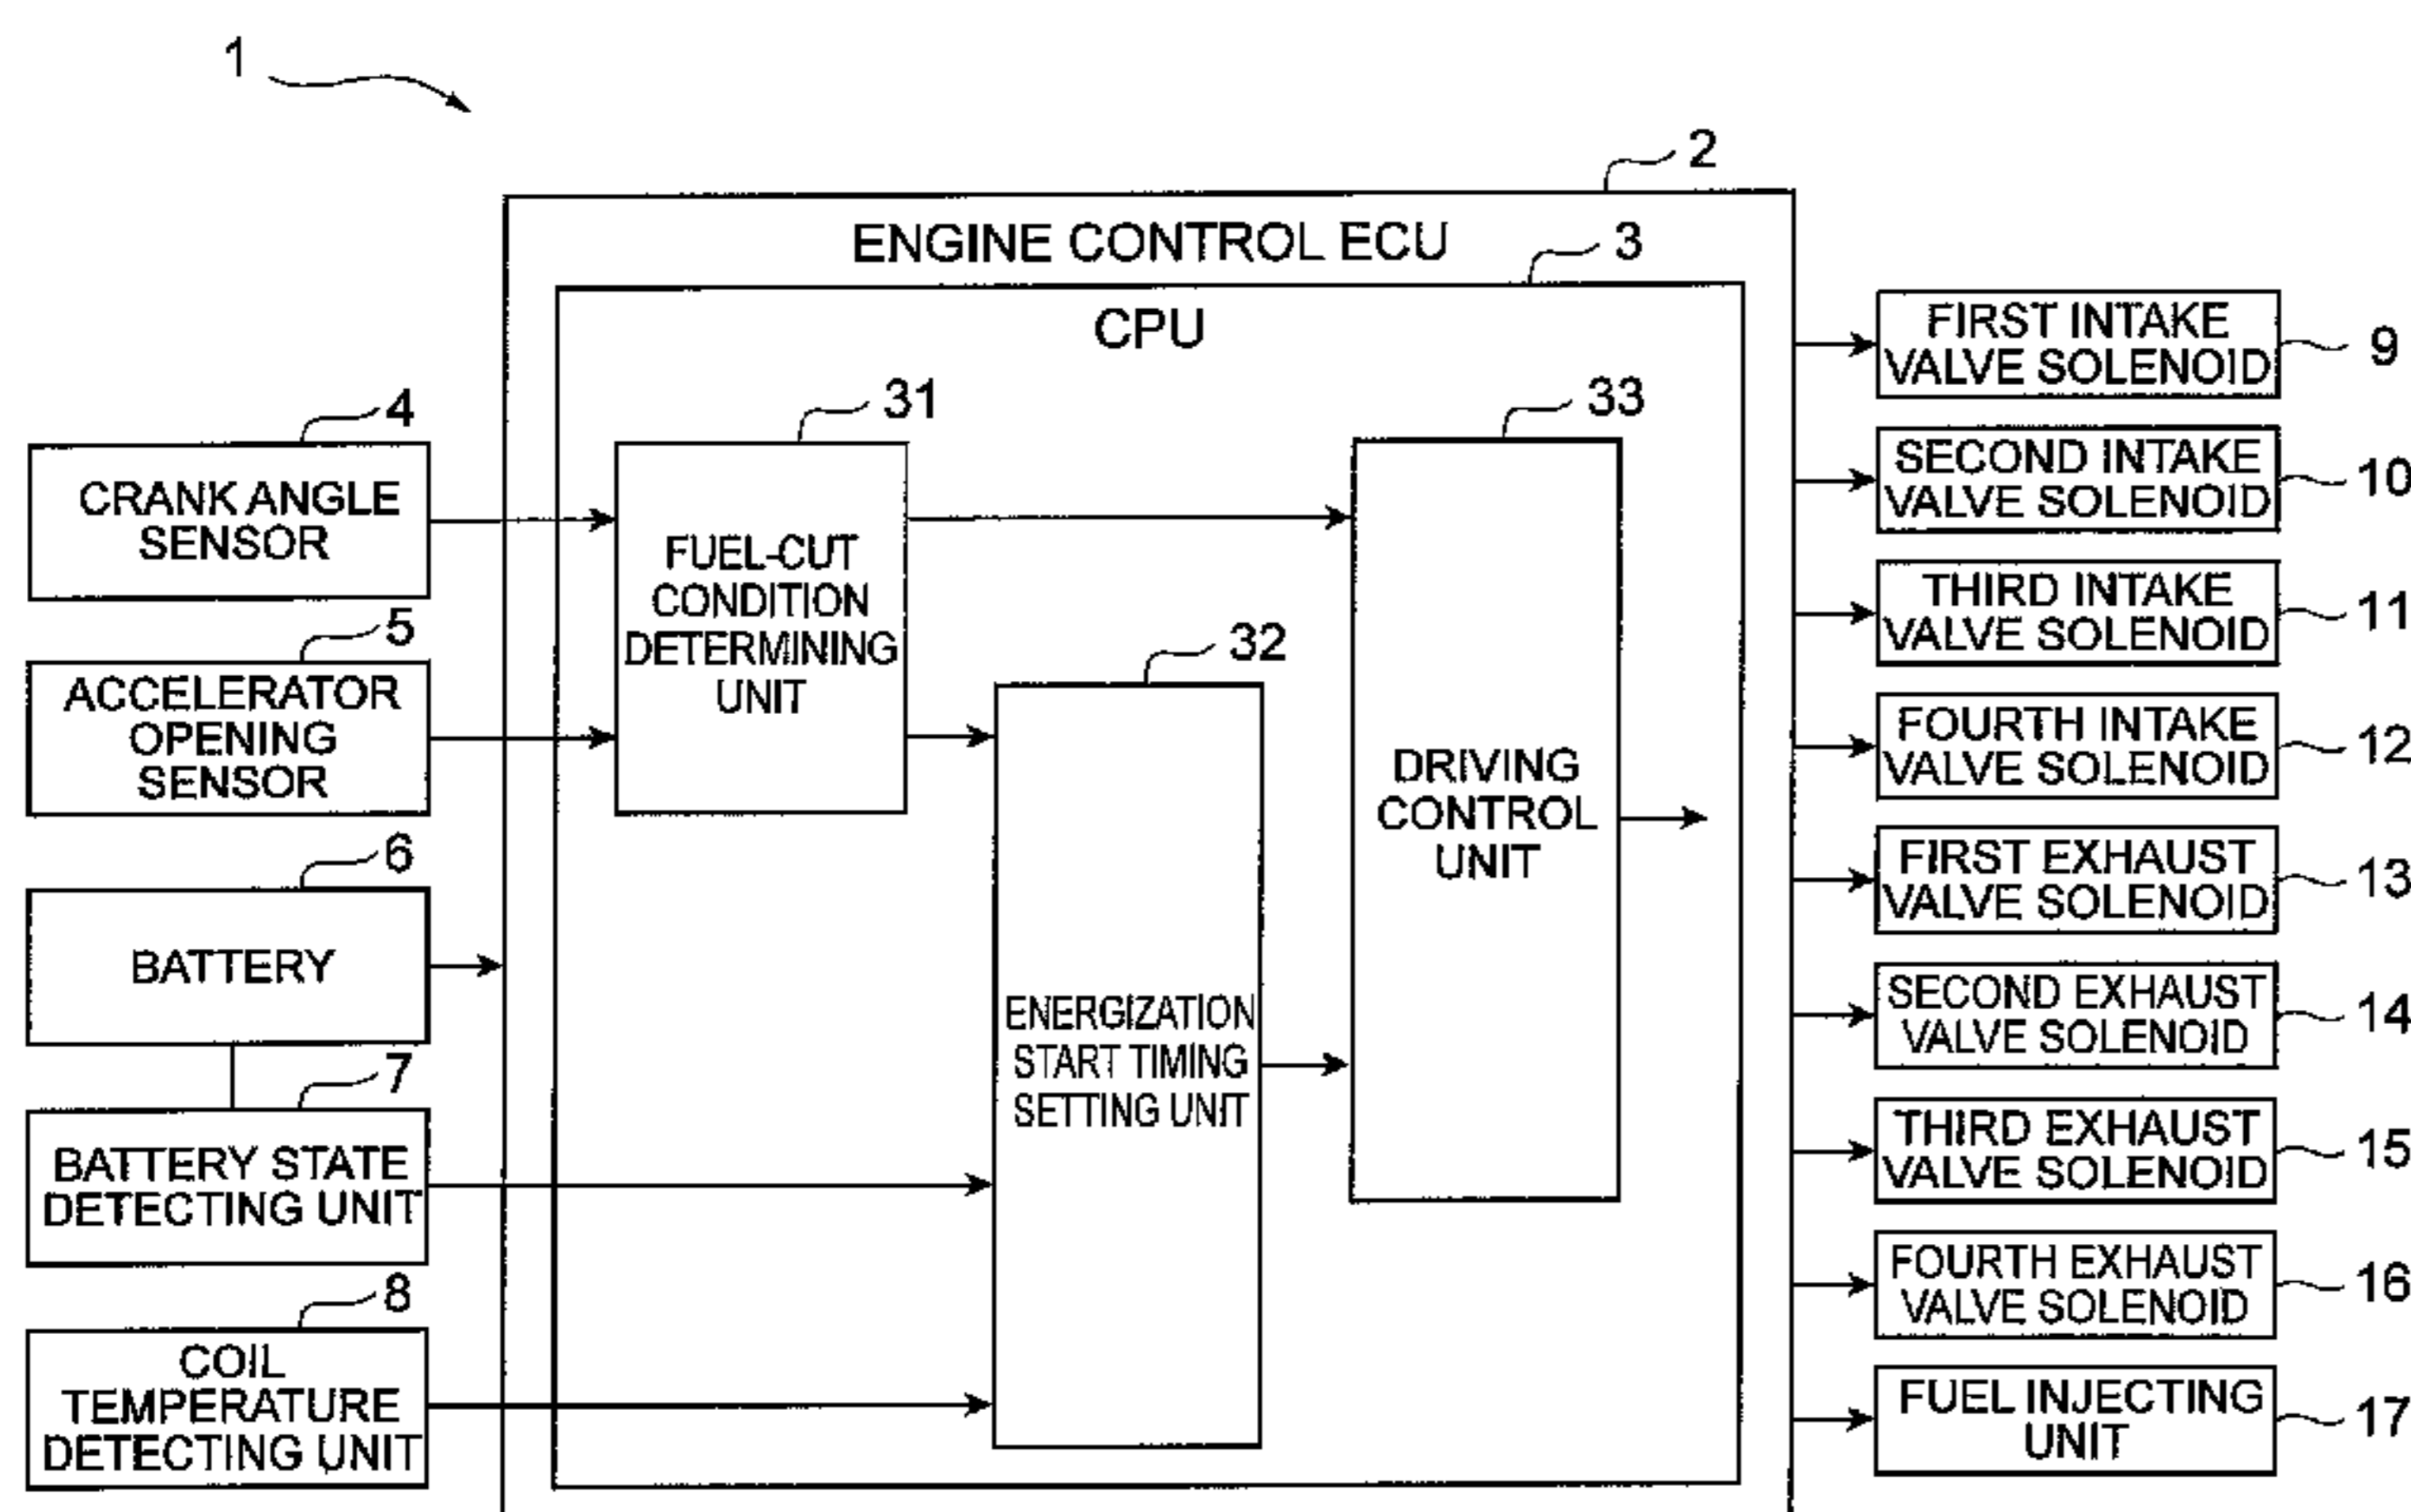 1
2
ENGINE CONTROL ECU
3
CPU
4
CRANK ANGLE
SENSOR
5
ACCELERATOR
OPENING
SENSOR
6
BATTERY
7
BATTERY STATE
DETECTING UNIT
8
COIL
TEMPERATURE
DETECTING UNIT
31
FUEL-CUT
CONDITION
DETERMINING
UNIT
32
ENERGIZATION
START TIMING
SETTING UNIT
33
DRIVING
CONTROL
UNIT
FIRST INTAKE
VALVE SOLENOID
9
SECOND INTAKE
VALVE SOLENOID
10
THIRD INTAKE
VALVE SOLENOID
11
FOURTH INTAKE
VALVE SOLENOID
12
FIRST EXHAUST
VALVE SOLENOID
13
SECOND EXHAUST
VALVE SOLENOID
14
THIRD EXHAUST
VALVE SOLENOID
15
FOURTH EXHAUST
VALVE SOLENOID
16
FUEL INJECTING
UNIT
17